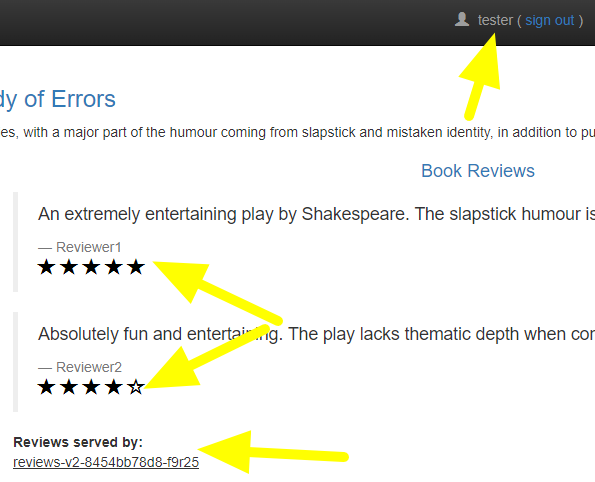 tester ( sign out )
dy of Errors
es, with a major part of the humour coming from slapstick and mistaken identity, in addition to pu
Book Reviews
An extremely entertaining play by Shakespeare. The slapstick humour is
— Reviewer1
★★★★★
Absolutely fun and entertaining. The play lacks thematic depth when con
— Reviewer2
★★★★☆
Reviews served by:
reviews-v2-8454bb78d8-f9r25